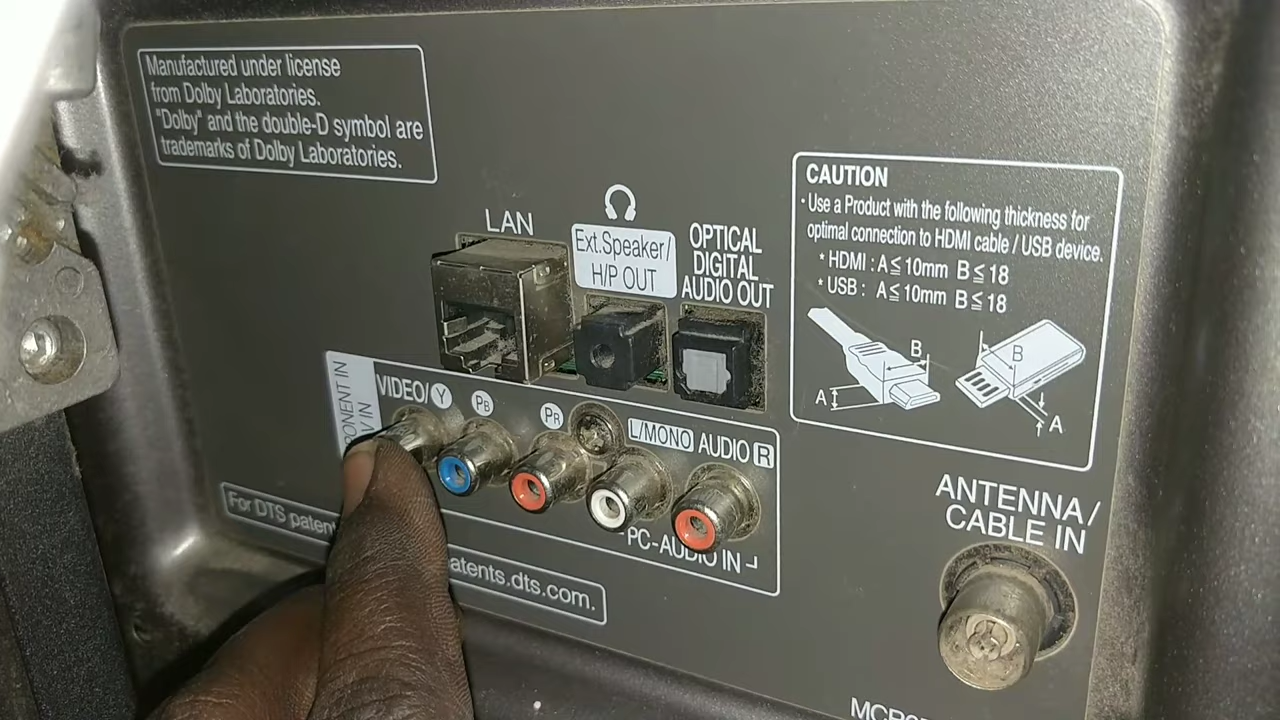 Manufactured under license
from Dolby Laboratories.
"Dolby" and the double-D symbol are
trademarks of Dolby Laboratories.
LAN
Ext.Speaker/
H/P OUT
OPTICAL
DIGITAL
AUDIO OUT
CAUTION
· Use a Product with the following thickness for
optimal connection to HDMI cable / USB device.
* HDMI : A≦10mm B≦18
* USB : A≦10mm B≦18
B
A
B
A
IN
IN
VIDEO/ Y
PB
PR
L/MONO AUDIO R
PC-AUDIO IN
For DTS
.dts.com.
ANTENNA/
CABLE IN